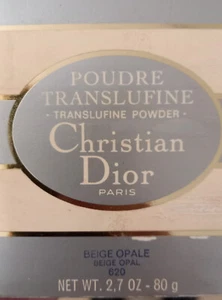 POUDRE
TRANSLUFINE
- TRANSLUFINE POWDER -
Christian
Dior
PARIS
BEIGE OPALE
BEIGE OPAL
620
NET WT. 2,7 OZ - 80 g